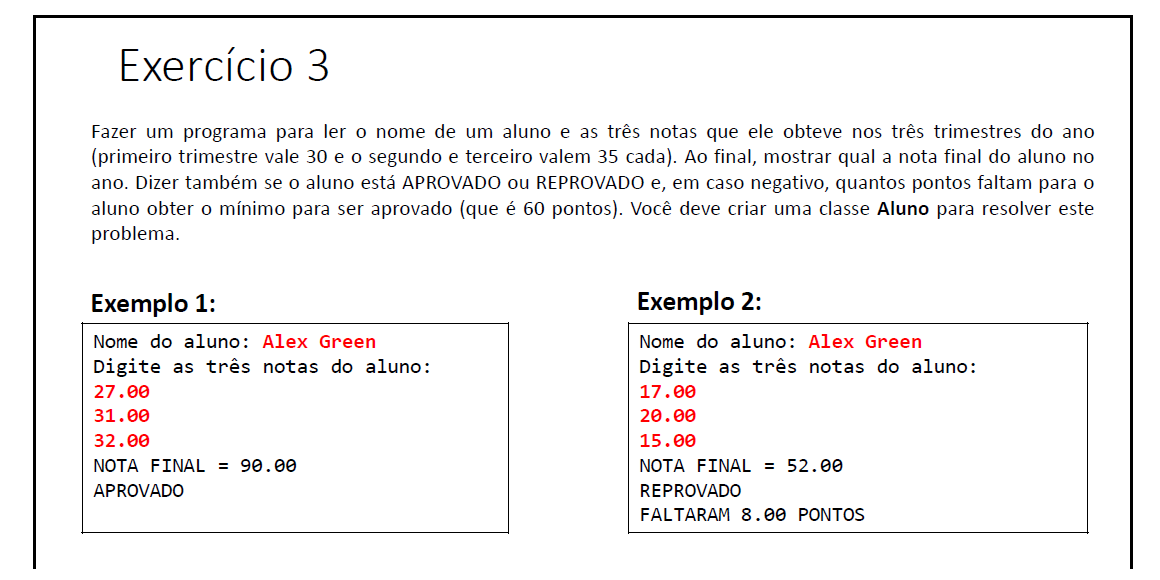 Exercício 3
Fazer um programa para ler o nome de um aluno e as três notas que ele obteve nos três trimestres do ano
(primeiro trimestre vale 30 e o segundo e terceiro valem 35 cada). Ao final, mostrar qual a nota final do aluno no
ano. Dizer também se o aluno está APROVADO ou REPROVADO e, em caso negativo, quantos pontos faltam para o
aluno obter o mínimo para ser aprovado (que é 60 pontos). Você deve criar uma classe Aluno para resolver este
problema.
Exemplo 1:
Nome do aluno: Alex Green
Digite as três notas do aluno:
27.00
31.00
32.00
NOTA FINAL = 90.00
APROVADO
Exemplo 2:
Nome do aluno: Alex Green
Digite as três notas do aluno:
17.00
20.00
15.00
NOTA FINAL = 52.00
REPROVADO
FALTARAM 8.00 PONTOS